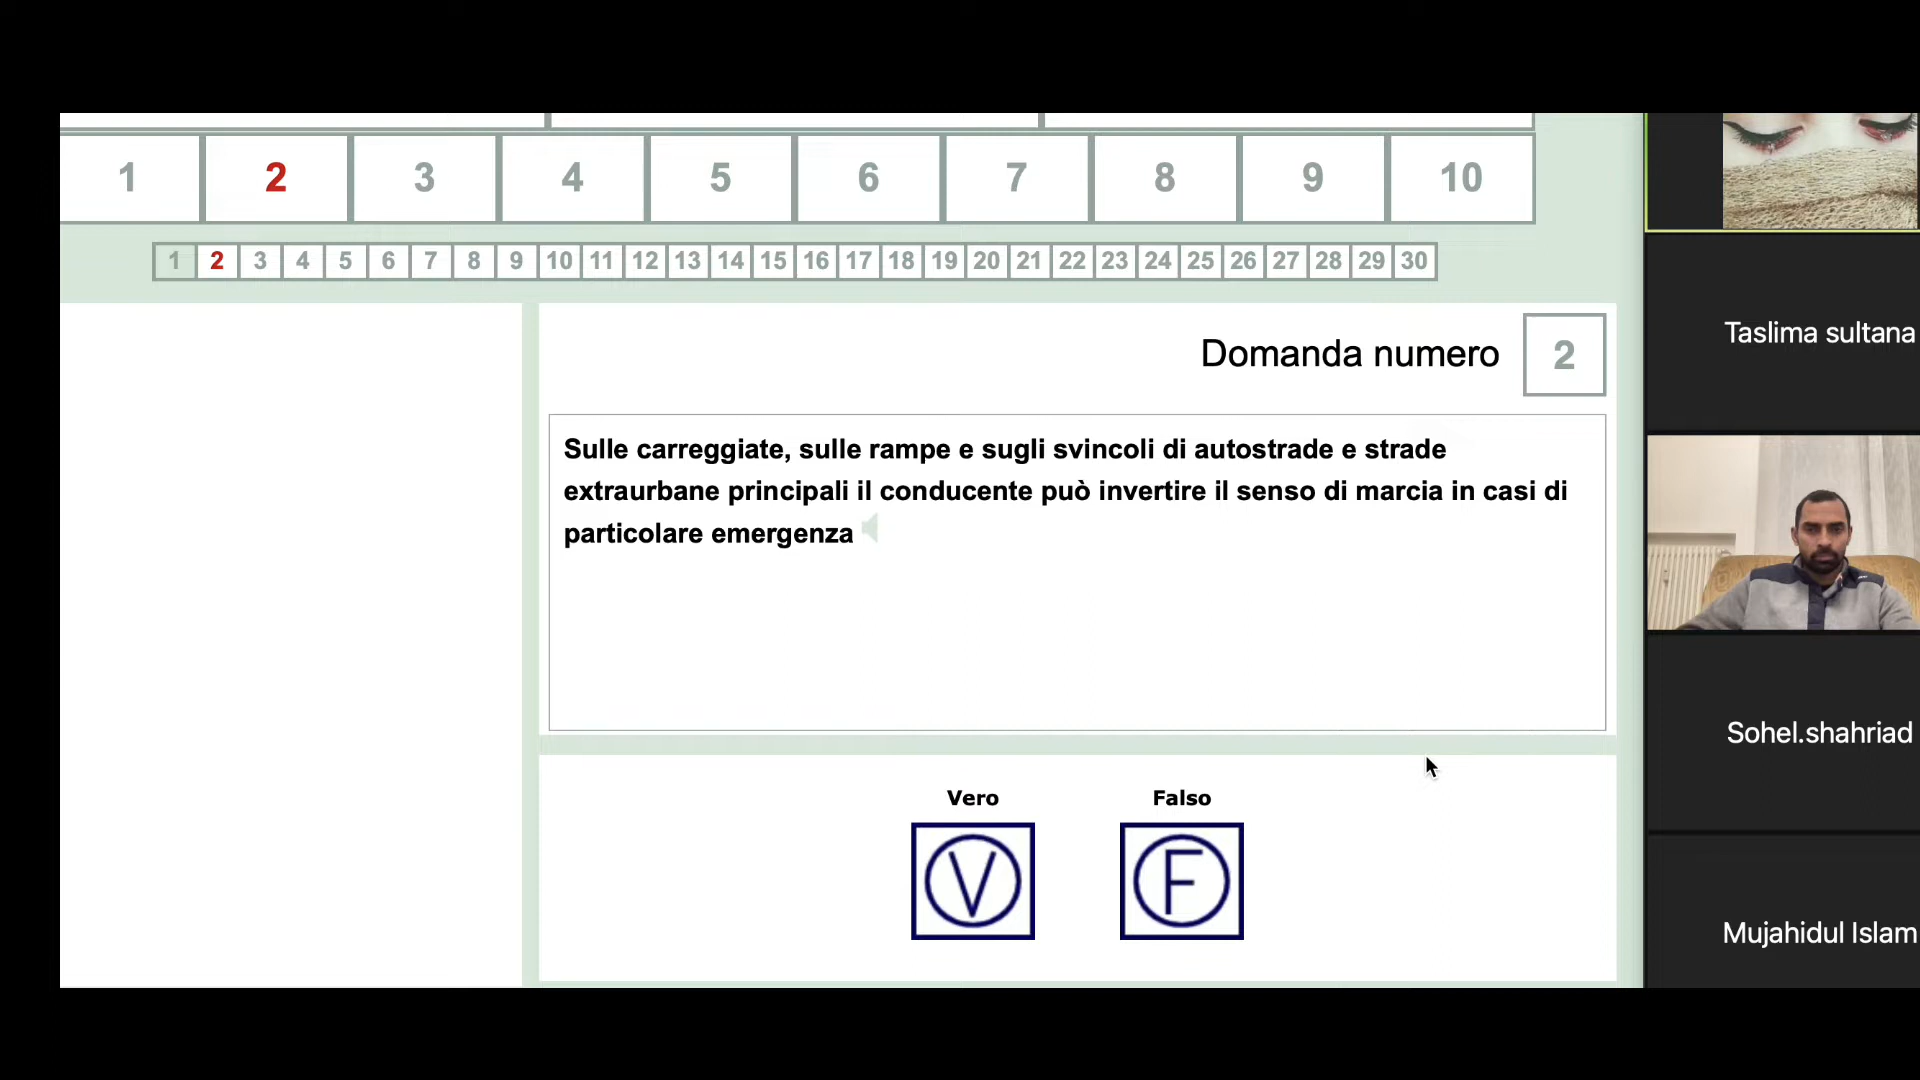 1 2 3 4 5 6 7 8 9 10
1 2 3 4 5 6 7 8 9 10 11 12 13 14 15 16 17 18 19 20 21 22 23 24 25 26 27 28 29 30
Domanda numero 2
Sulle carreggiate, sulle rampe e sugli svincoli di autostrade e strade
extraurbane principali il conducente può invertire il senso di marcia in casi di
particolare emergenza
Vero Falso
V F
Taslima sultana
Sohel.shahriad
Mujahidul Islam